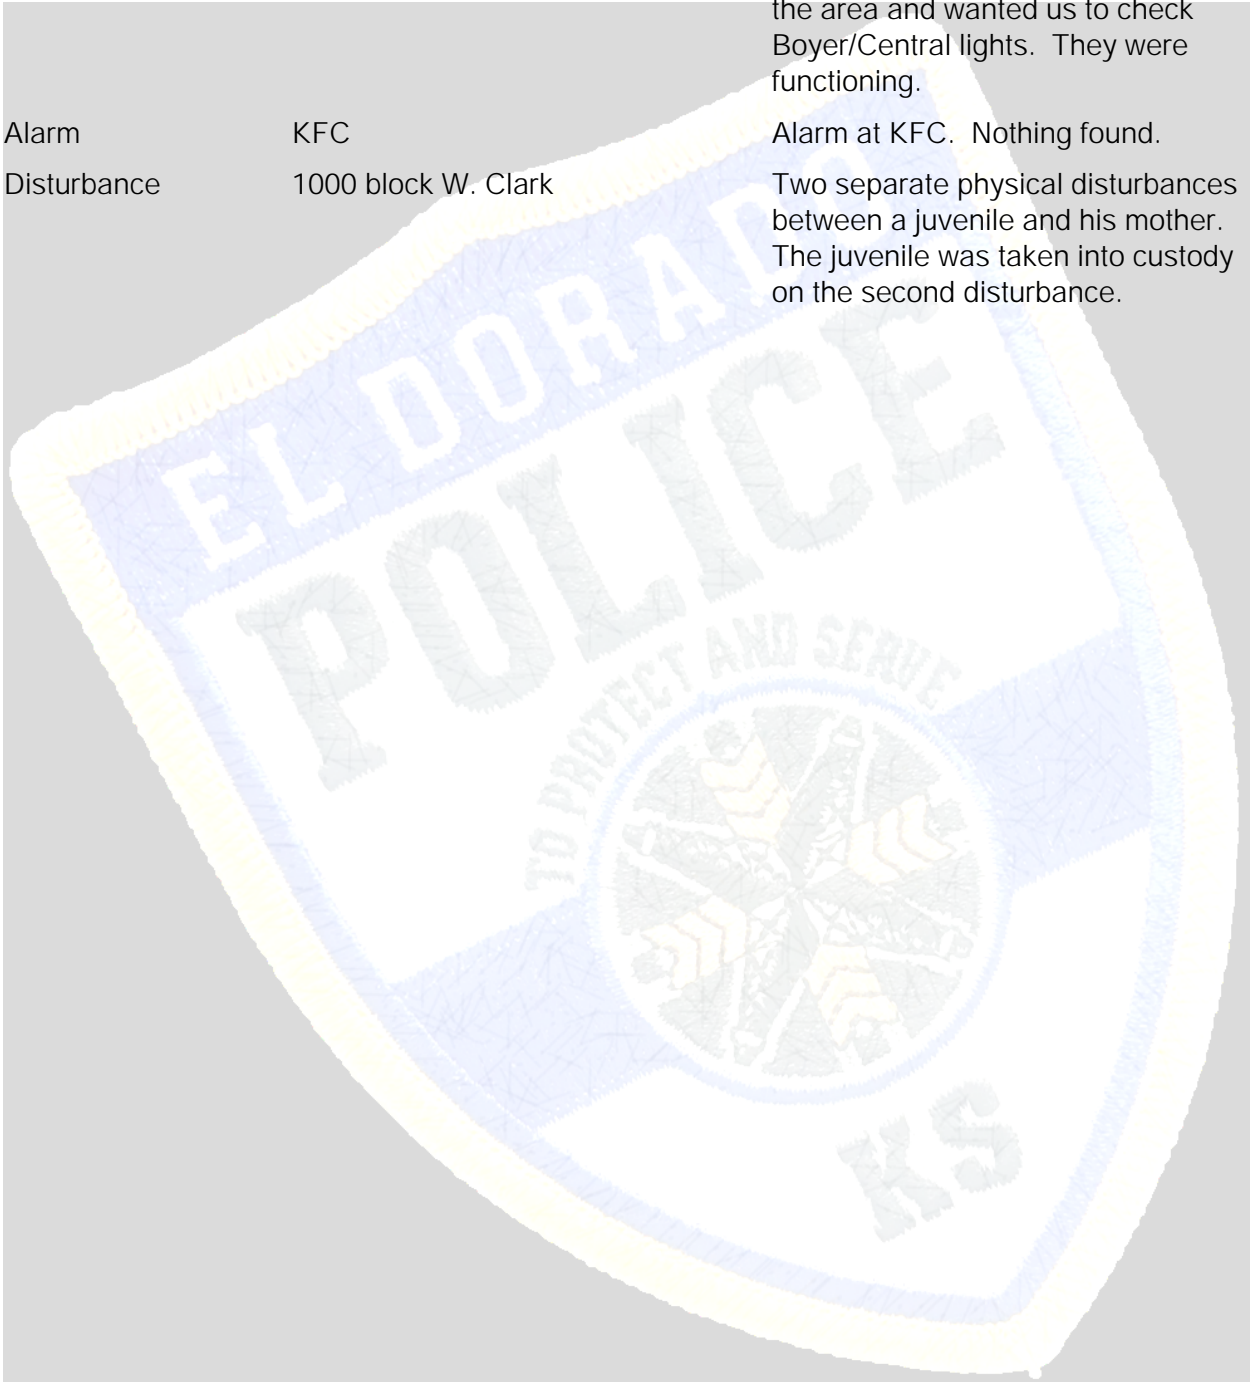 the area and wanted us to check
Boyer/Central lights.  They were
functioning.
Alarm KFC Alarm at KFC.  Nothing found.
Disturbance 1000 block W. Clark Two separate physical disturbances
between a juvenile and his mother.
The juvenile was taken into custody
on the second disturbance.
EL DORADO
POLICE
TO PROTECT AND SERVE
KS